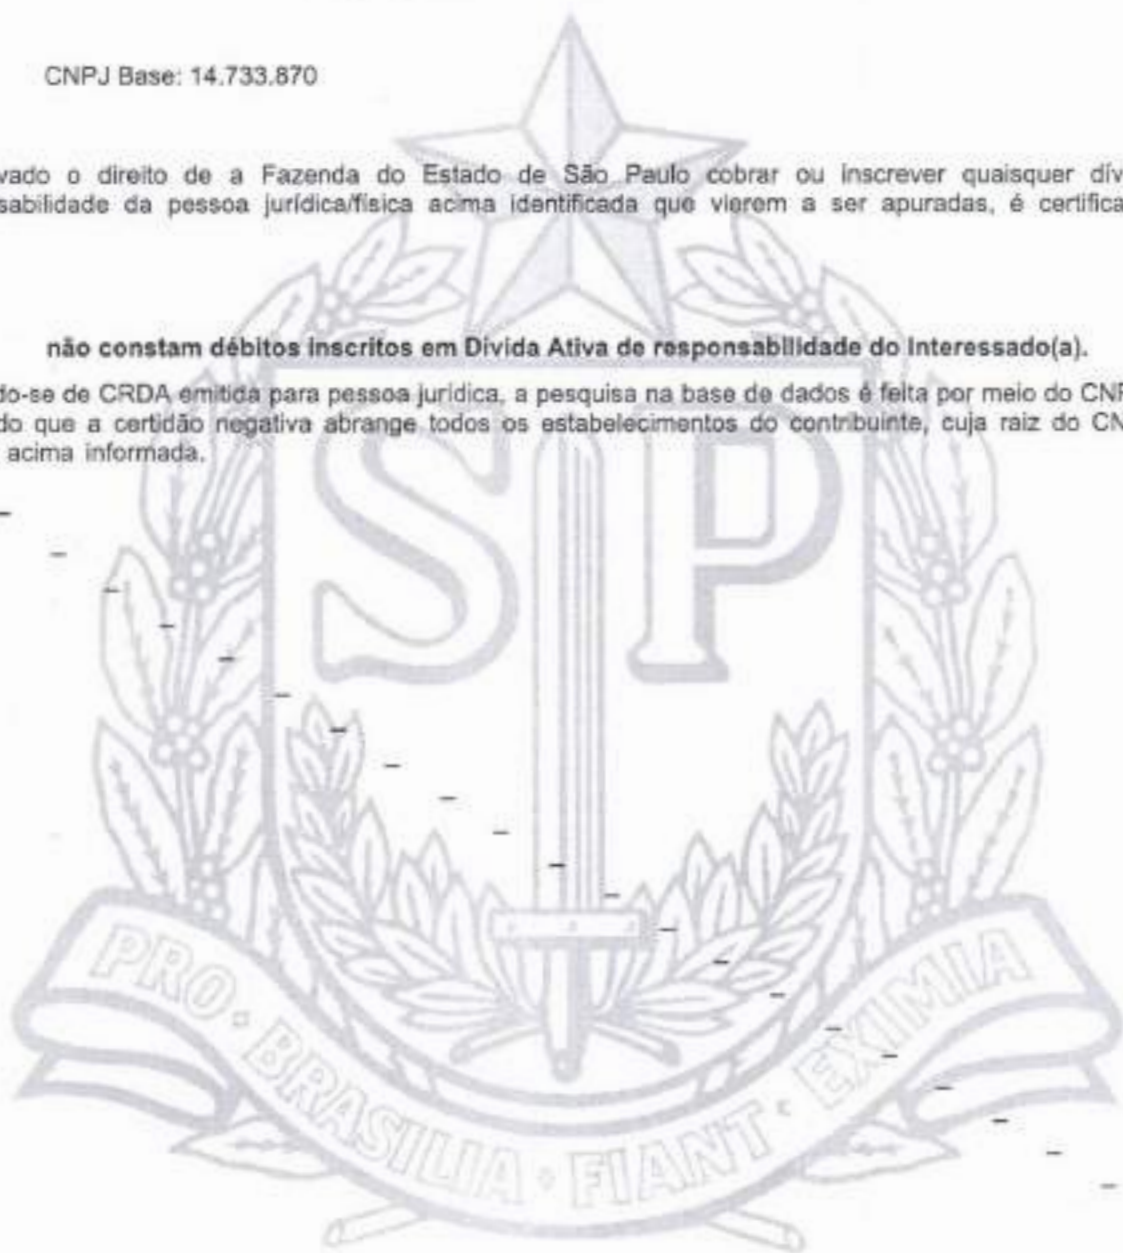 CNPJ Base: 14.733.870
vado o direito de a Fazenda do Estado de São Paulo cobrar ou inscrever quaisquer dív
sabilidade da pessoa jurídica/física acima identificada que vierem a ser apuradas, é certifica
não constam débitos inscritos em Dívida Ativa de responsabilidade do Interessado(a).
do-se de CRDA emitida para pessoa jurídica, a pesquisa na base de dados é feita por meio do CNP
do que a certidão negativa abrange todos os estabelecimentos do contribuinte, cuja raiz do CN
acima informada.
SP
PRO · BRASILIA · FIANT · EXIMIA